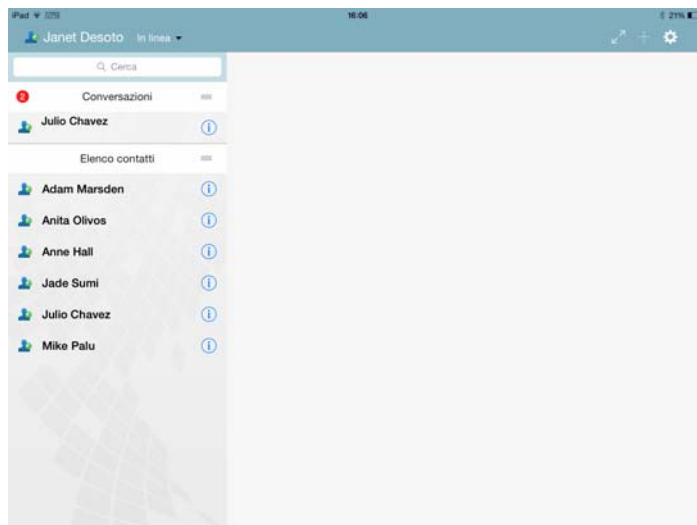 iPad
16:06
21%
Janet Desoto In linea
Cerca
2 Conversazioni
Julio Chavez
Elenco contatti
Adam Marsden
Anita Olivos
Anne Hall
Jade Sumi
Julio Chavez
Mike Palu